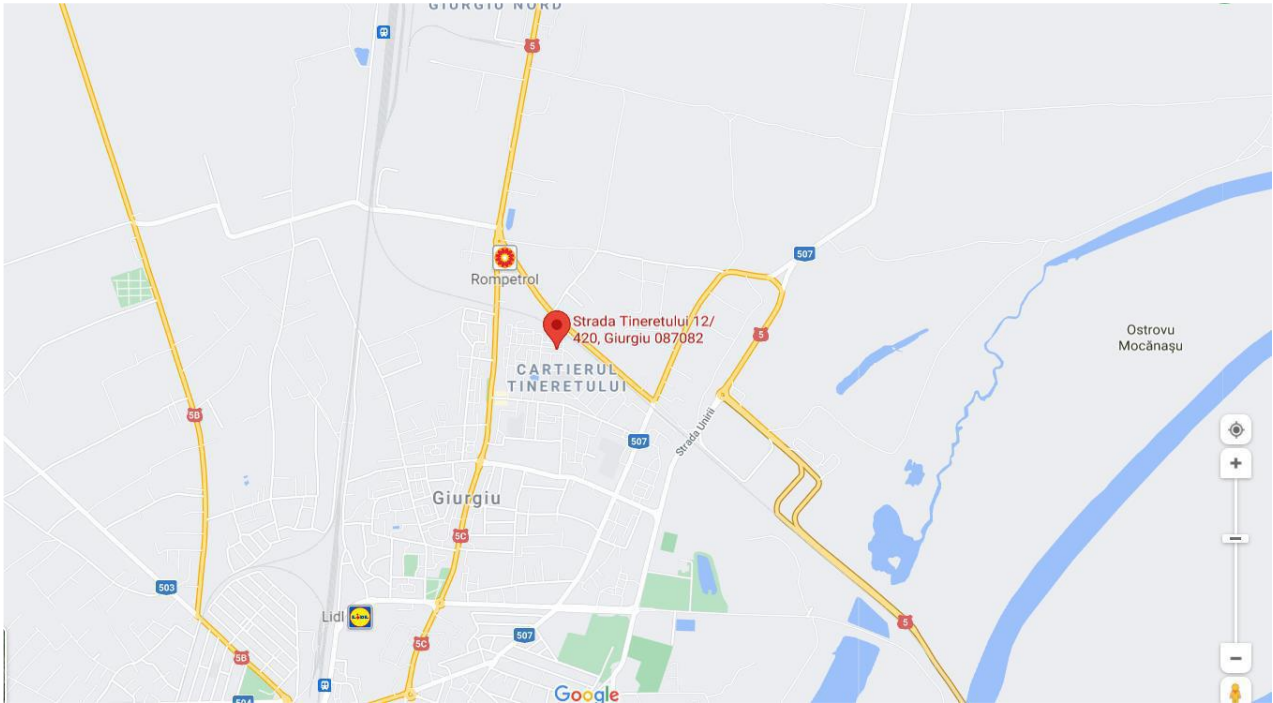 GIURGIU NORD
5
507
Rompetrol
Strada Tineretului 12/
420, Giurgiu 087082
5
Ostrovu
Mocănașu
CARTIERUL
TINERETULUI
5B
507
Strada Unirii
Giurgiu
5C
503
Lidl
LIDL
5
507
5C
5B
504
Google